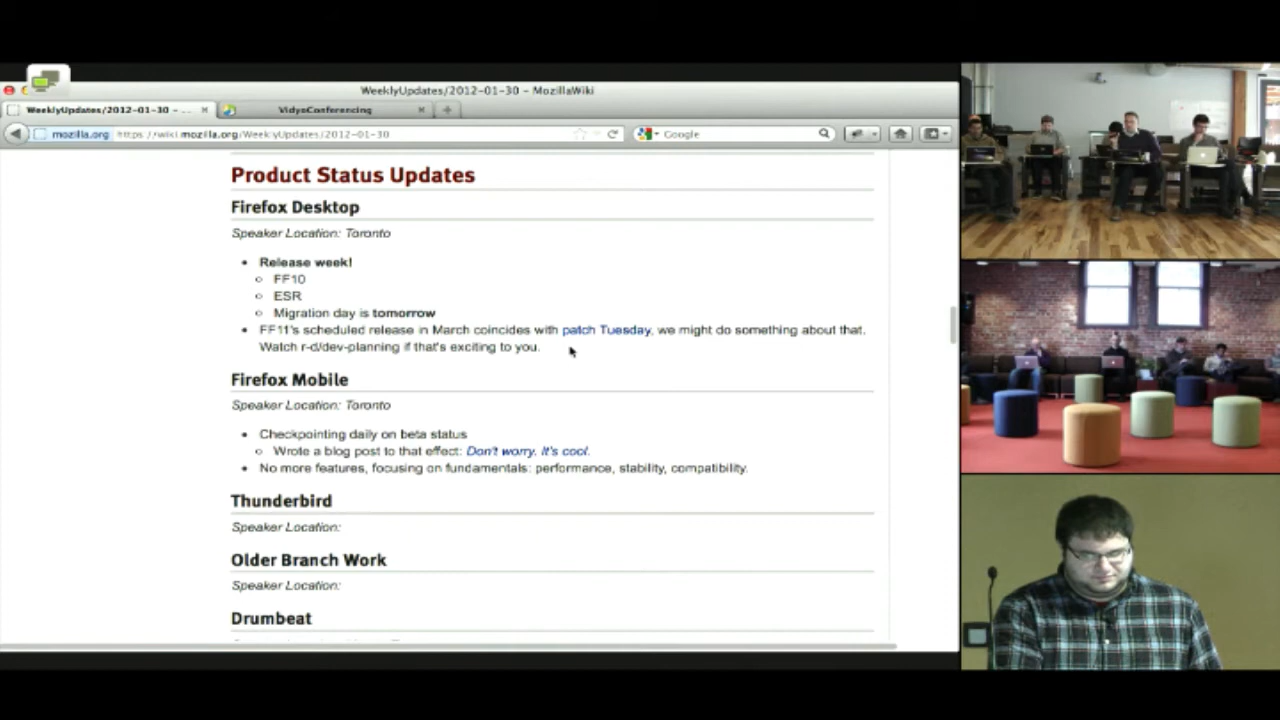 WeeklyUpdates/2012-01-30 – MozillaWiki
WeeklyUpdates/2012-01-30 – ...
VidyoConferencing
mozilla.org
https://wiki.mozilla.org/WeeklyUpdates/2012-01-30
Google
Product Status Updates
Firefox Desktop
Speaker Location: Toronto
Release week!
FF10
ESR
Migration day is tomorrow
FF11's scheduled release in March coincides with patch Tuesday, we might do something about that.
Watch r-d/dev-planning if that's exciting to you.
Firefox Mobile
Speaker Location: Toronto
Checkpointing daily on beta status
Wrote a blog post to that effect: Don't worry. It's cool.
No more features, focusing on fundamentals: performance, stability, compatibility.
Thunderbird
Speaker Location:
Older Branch Work
Speaker Location:
Drumbeat